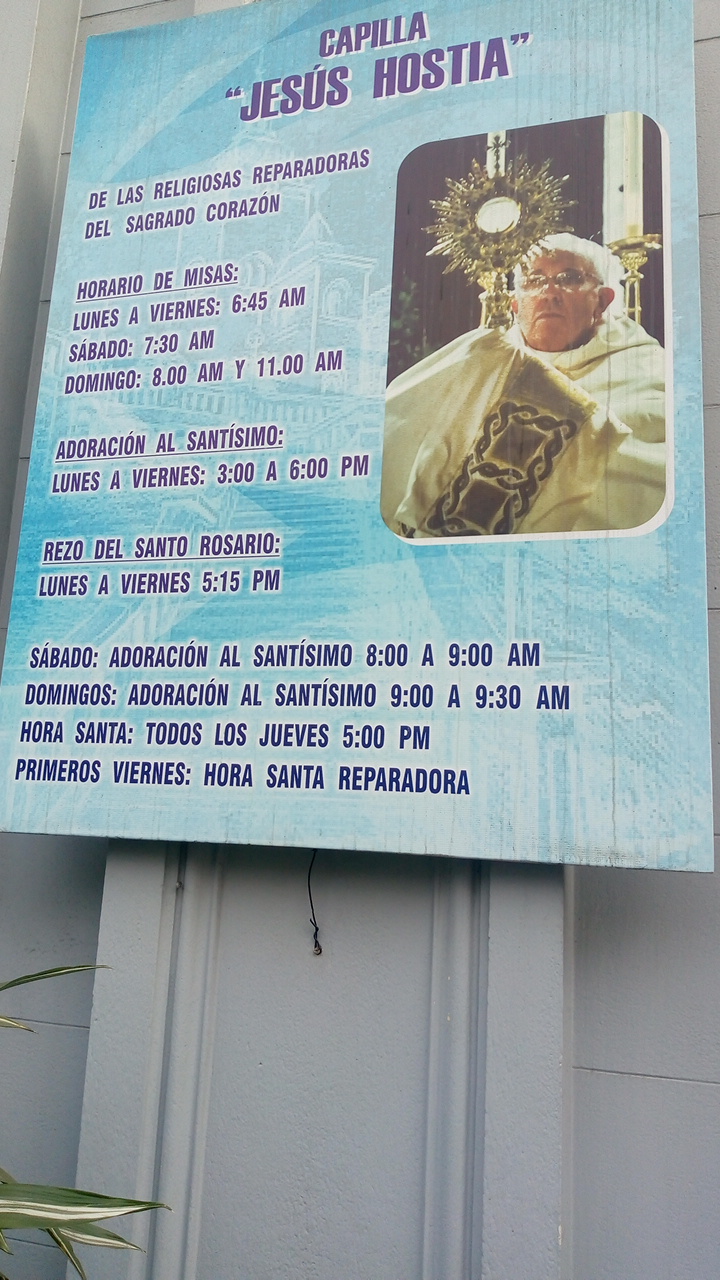 CAPILLA
"JESÚS HOSTIA"
DE LAS RELIGIOSAS REPARADORAS
DEL SAGRADO CORAZÓN
HORARIO DE MISAS:
LUNES A VIERNES: 6:45 AM
SÁBADO: 7:30 AM
DOMINGO: 8.00 AM Y 11.00 AM
ADORACIÓN AL SANTÍSIMO:
LUNES A VIERNES: 3:00 A 6:00 PM
REZO DEL SANTO ROSARIO:
LUNES A VIERNES 5:15 PM
SÁBADO: ADORACIÓN AL SANTÍSIMO 8:00 A 9:00 AM
DOMINGOS: ADORACIÓN AL SANTÍSIMO 9:00 A 9:30 AM
HORA SANTA: TODOS LOS JUEVES 5:00 PM
PRIMEROS VIERNES: HORA SANTA REPARADORA